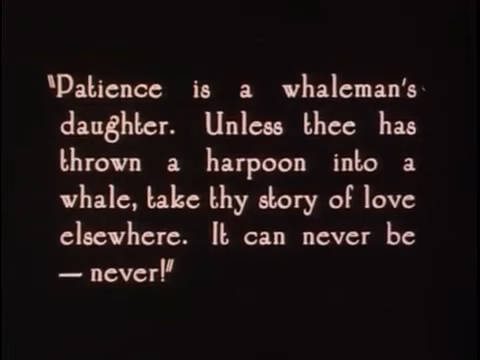 "Patience is a whaleman's
daughter. Unless thee has
thrown a harpoon into a
whale, take thy story of love
elsewhere. It can never be
— never!"